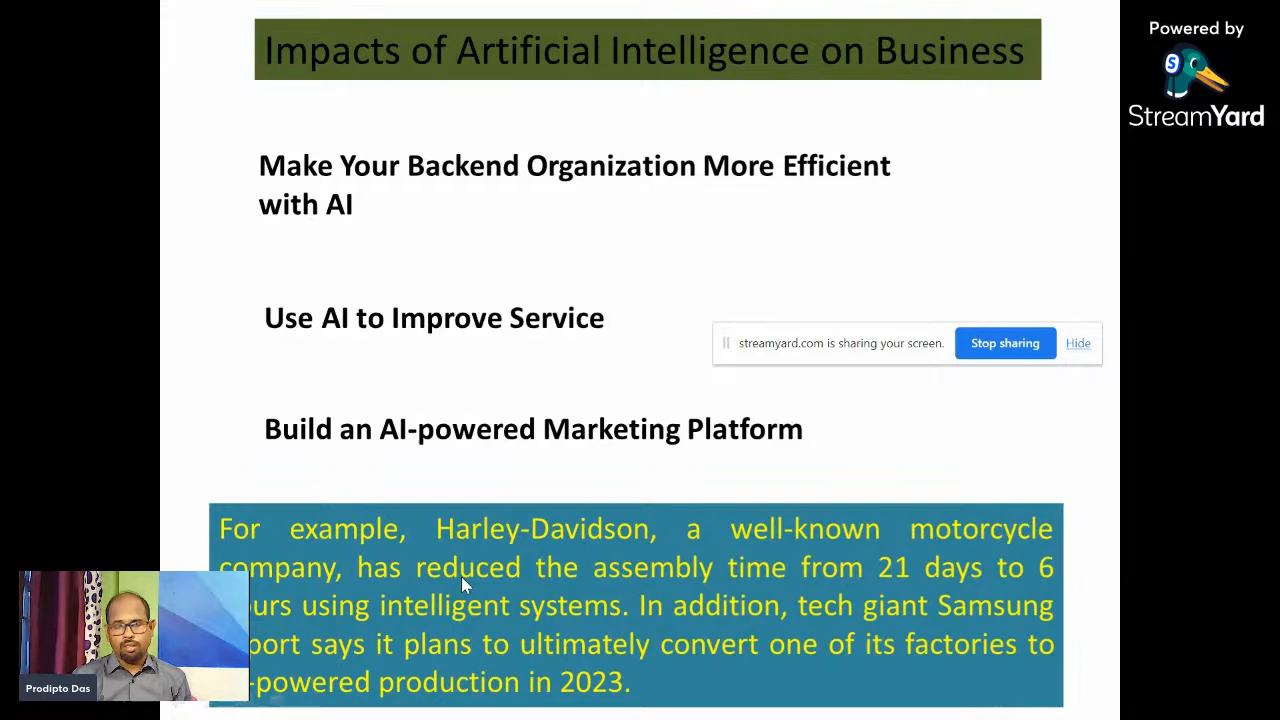 Impacts of Artificial Intelligence on Business
Powered by
S
StreamYard
Make Your Backend Organization More Efficient
with AI
Use AI to Improve Service
streamyard.com is sharing your screen.
Stop sharing
Hide
Build an AI-powered Marketing Platform
For example, Harley-Davidson, a well-known motorcycle
company, has reduced the assembly time from 21 days to 6
using intelligent systems. In addition, tech giant Samsung
says it plans to ultimately convert one of its factories to
-powered production in 2023.
Prodipto Das